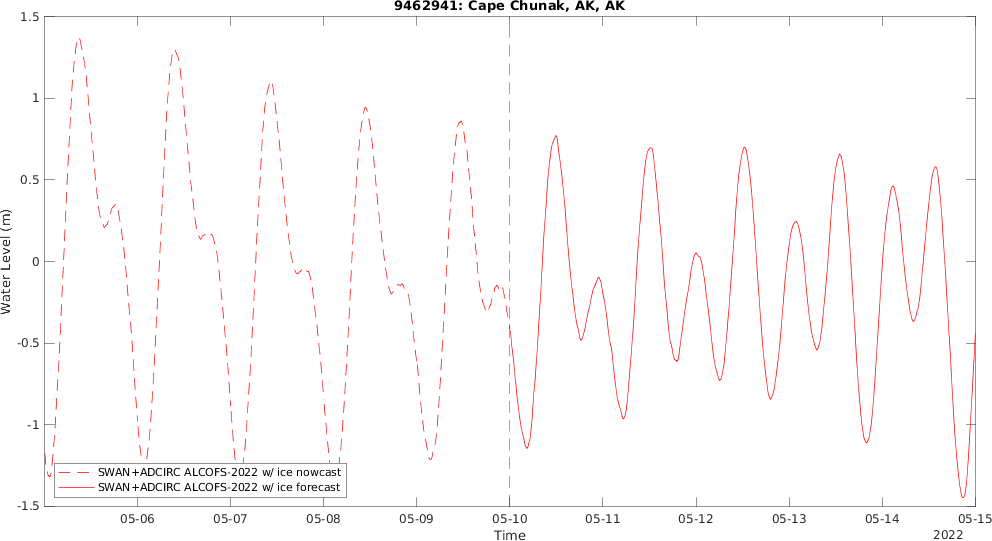 9462941: Cape Chunak, AK, AK
1.5
1
0.5
0
-0.5
-1
-1.5
Water Level (m)
SWAN+ADCIRC ALCOFS-2022 w/ ice nowcast
SWAN+ADCIRC ALCOFS-2022 w/ ice forecast
05-06 05-07 05-08 05-09 05-10 05-11 05-12 05-13 05-14 05-15
Time
2022